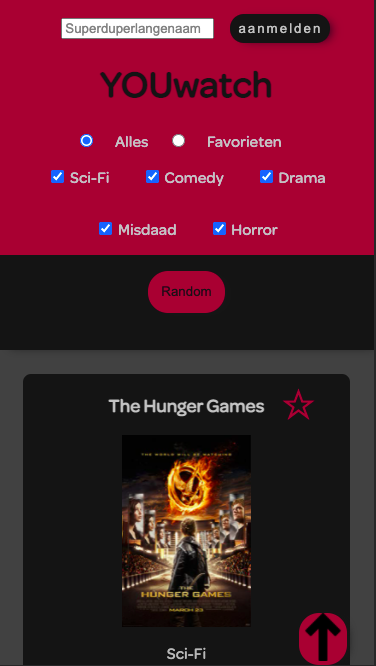 Superduperlangenaam aanmelden
YOUwatch
Alles Favorieten
Sci-Fi Comedy Drama
Misdaad Horror
Random
The Hunger Games
THE WORLD WILL BE WATCHING
THE
HUNGER GAMES
MARCH 23
Sci-Fi